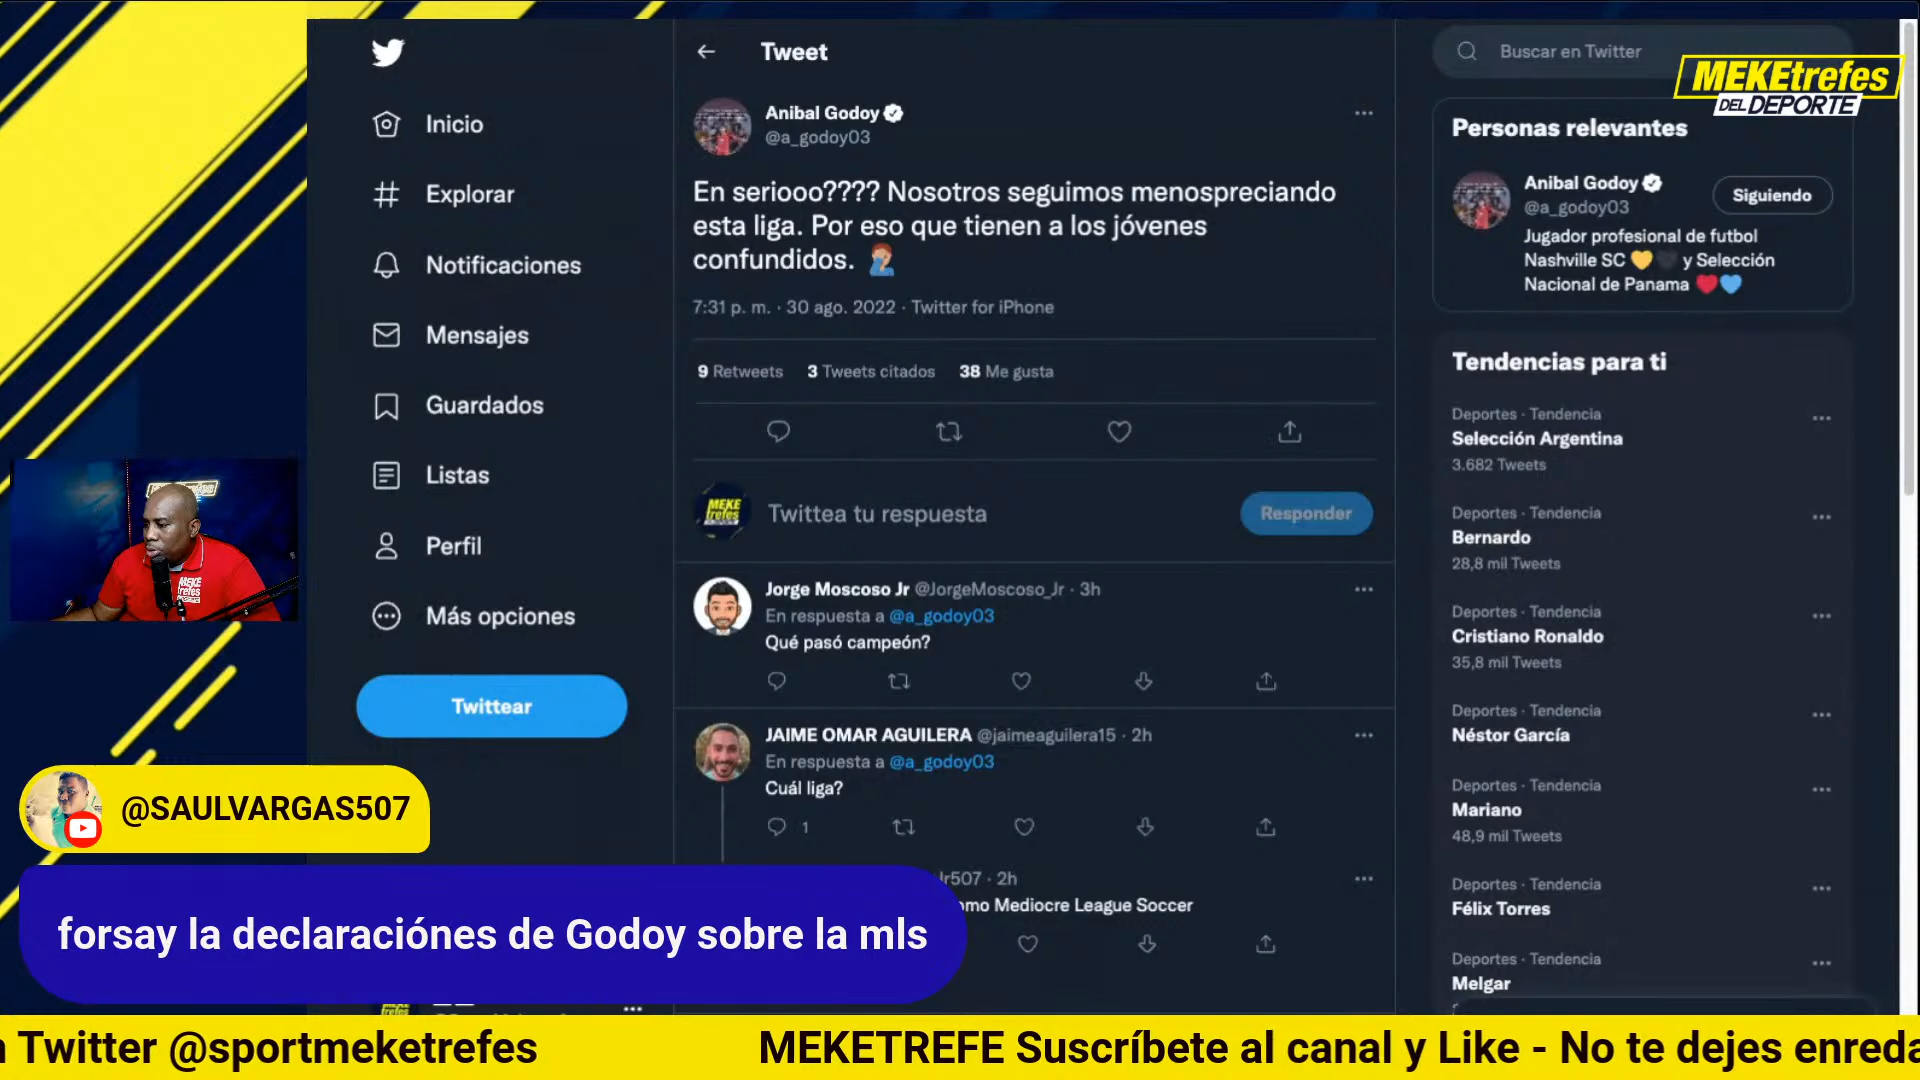 Tweet
Buscar en Twitter
MEKEtrefes
DEL DEPORTE
Inicio
Explorar
Notificaciones
Mensajes
Guardados
Listas
Perfil
Más opciones
Twittear
Anibal Godoy
@a_godoy03
En seriooo???? Nosotros seguimos menospreciando
esta liga. Por eso que tienen a los jóvenes
confundidos. 🤦🏽‍♂️
7:31 p. m. · 30 ago. 2022 · Twitter for iPhone
9 Retweets 3 Tweets citados 38 Me gusta
MEKE
trefes
Twittea tu respuesta
Responder
Jorge Moscoso Jr @JorgeMoscoso_Jr · 3h
En respuesta a @a_godoy03
Qué pasó campeón?
JAIME OMAR AGUILERA @jaimeaguilera15 · 2h
En respuesta a @a_godoy03
Cuál liga?
1
Jr507 · 2h
omo Mediocre League Soccer
Personas relevantes
Anibal Godoy
@a_godoy03
Siguiendo
Jugador profesional de futbol
Nashville SC 💛🖤 y Selección
Nacional de Panama ❤️💙
Tendencias para ti
Deportes · Tendencia
Selección Argentina
3.682 Tweets
Deportes · Tendencia
Bernardo
28,8 mil Tweets
Deportes · Tendencia
Cristiano Ronaldo
35,8 mil Tweets
Deportes · Tendencia
Néstor García
Deportes · Tendencia
Mariano
48,9 mil Tweets
Deportes · Tendencia
Félix Torres
Deportes · Tendencia
Melgar
MEKE
trefes
@SAULVARGAS507
forsay la declaraciónes de Godoy sobre la mls
n Twitter @sportmeketrefes MEKETREFE Suscríbete al canal y Like - No te dejes enreda